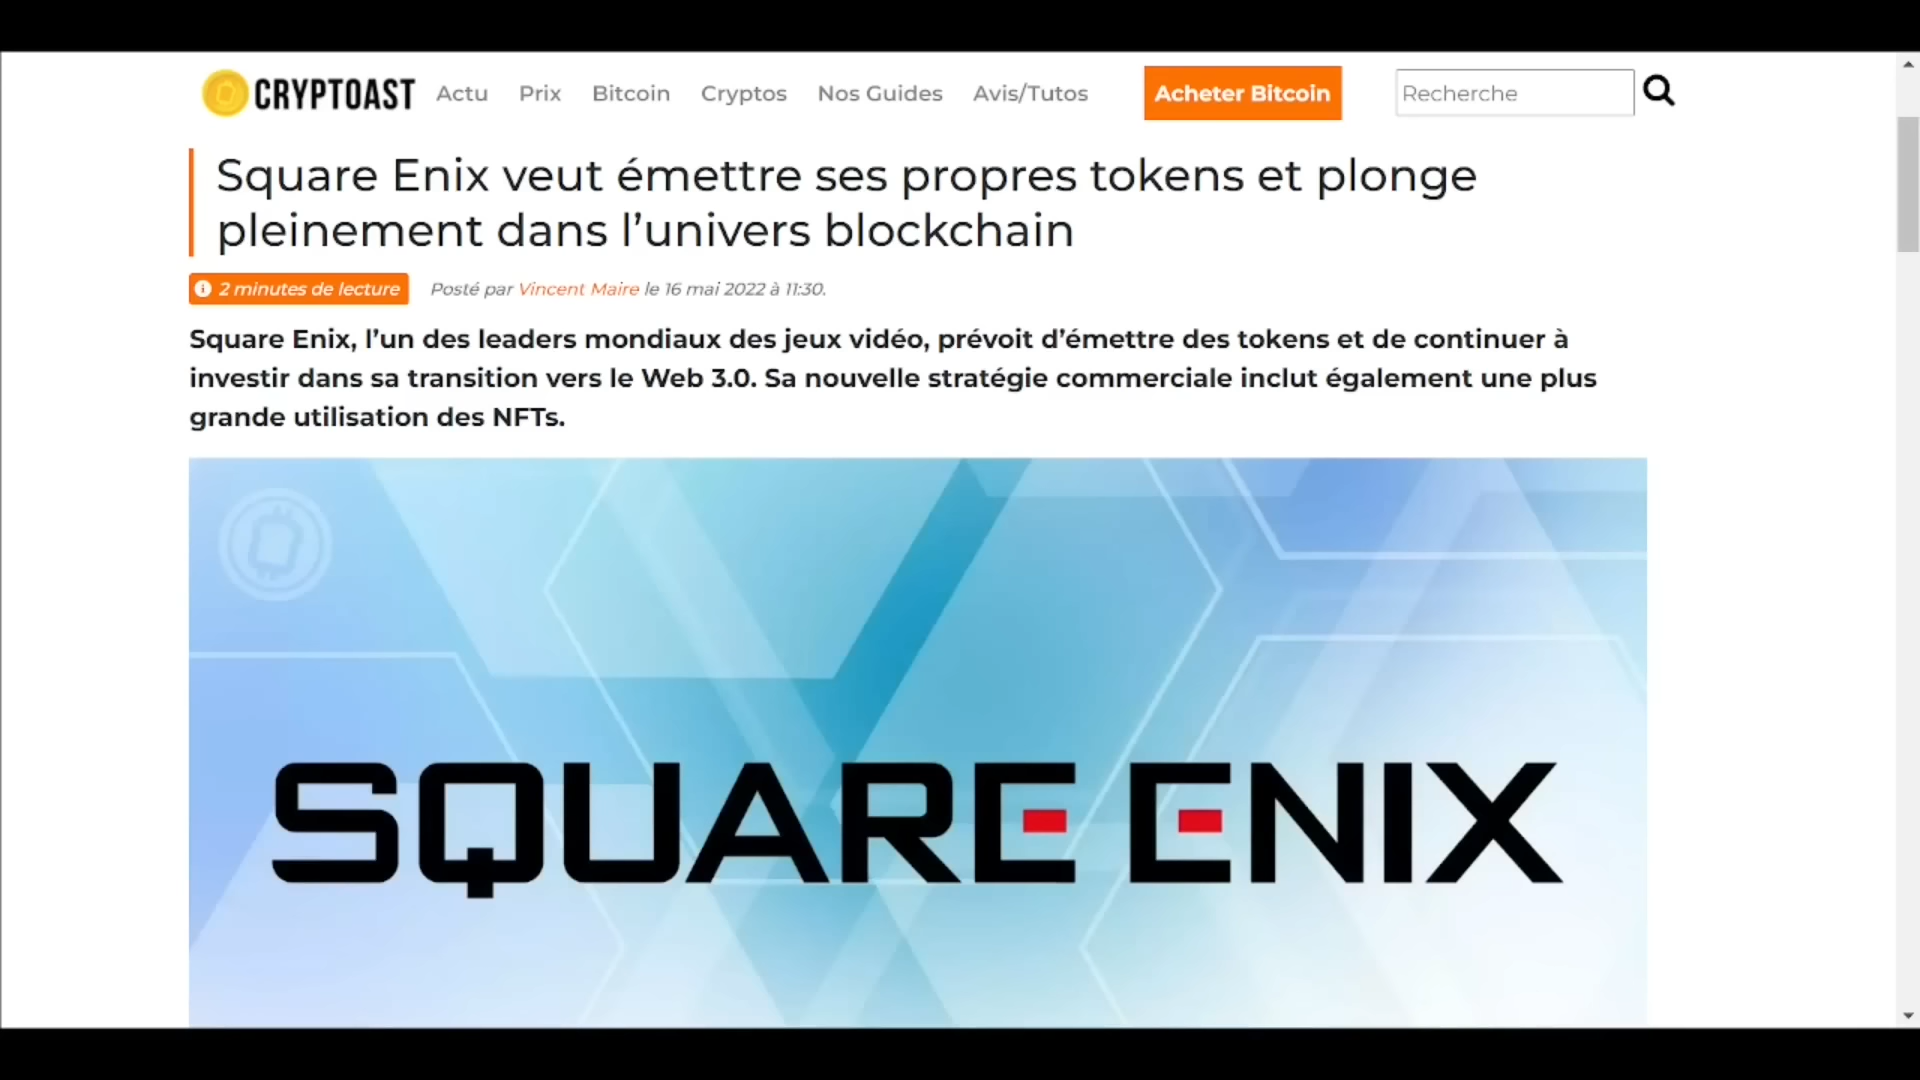 CRYPTOAST Actu Prix Bitcoin Cryptos Nos Guides Avis/Tutos Acheter Bitcoin Recherche
Square Enix veut émettre ses propres tokens et plonge
pleinement dans l’univers blockchain
2 minutes de lecture Posté par Vincent Maire le 16 mai 2022 à 11:30.
Square Enix, l’un des leaders mondiaux des jeux vidéo, prévoit d’émettre des tokens et de continuer à
investir dans sa transition vers le Web 3.0. Sa nouvelle stratégie commerciale inclut également une plus
grande utilisation des NFTs.
SQUARE ENIX